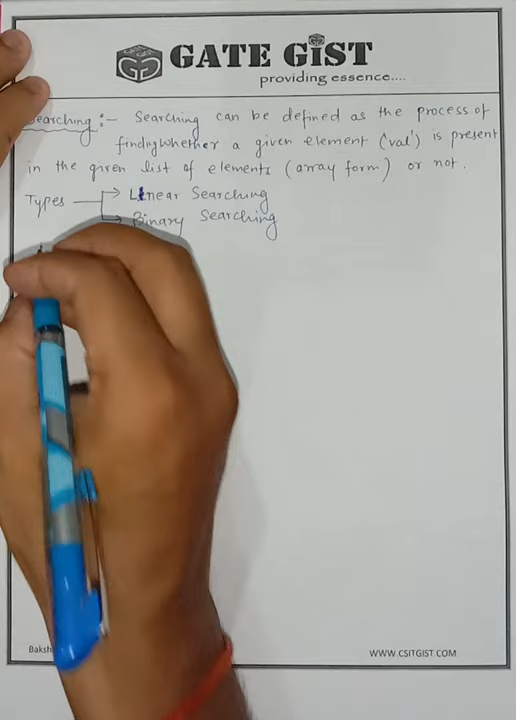 GATE GiST
providing essence....
Searching :- Searching can be defined as the process of
finding whether a given element ('val') is present
in the given list of elements (array form) or not.
Types Linear Searching
Binary Searching
Baksh
WWW.CSITGIST.COM